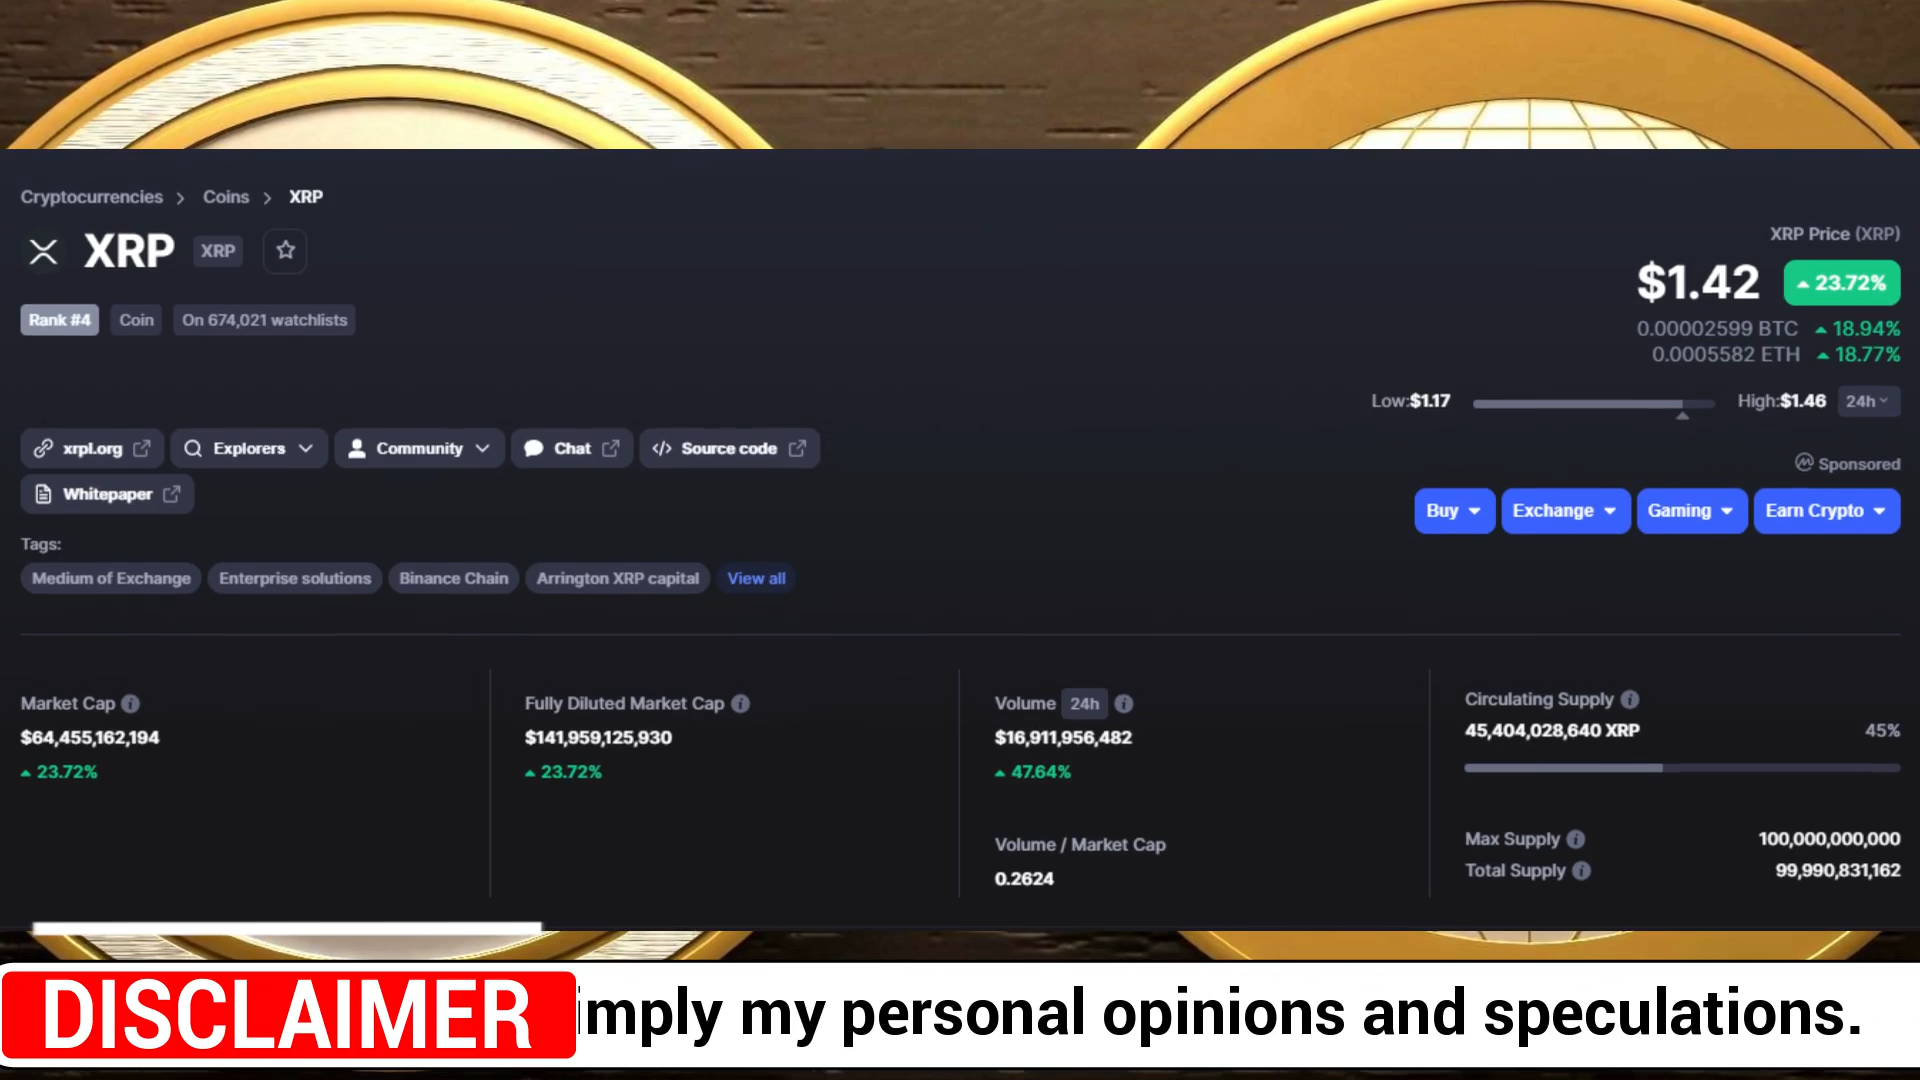 Cryptocurrencies > Coins > XRP
XRP XRP
Rank #4 Coin On 674,021 watchlists
xrpl.org Explorers Community Chat Source code
Whitepaper
Tags:
Medium of Exchange Enterprise solutions Binance Chain Arrington XRP capital View all
XRP Price (XRP)
$1.42 23.72%
0.00002599 BTC 18.94%
0.0005582 ETH 18.77%
Low:$1.17 High:$1.46 24h
Sponsored
Buy Exchange Gaming Earn Crypto
Market Cap
$64,455,162,194
23.72%
Fully Diluted Market Cap
$141,959,125,930
23.72%
Volume 24h
$16,911,956,482
47.64%
Volume / Market Cap
0.2624
Circulating Supply
45,404,028,640 XRP 45%
Max Supply 100,000,000,000
Total Supply 99,990,831,162
DISCLAIMER imply my personal opinions and speculations.